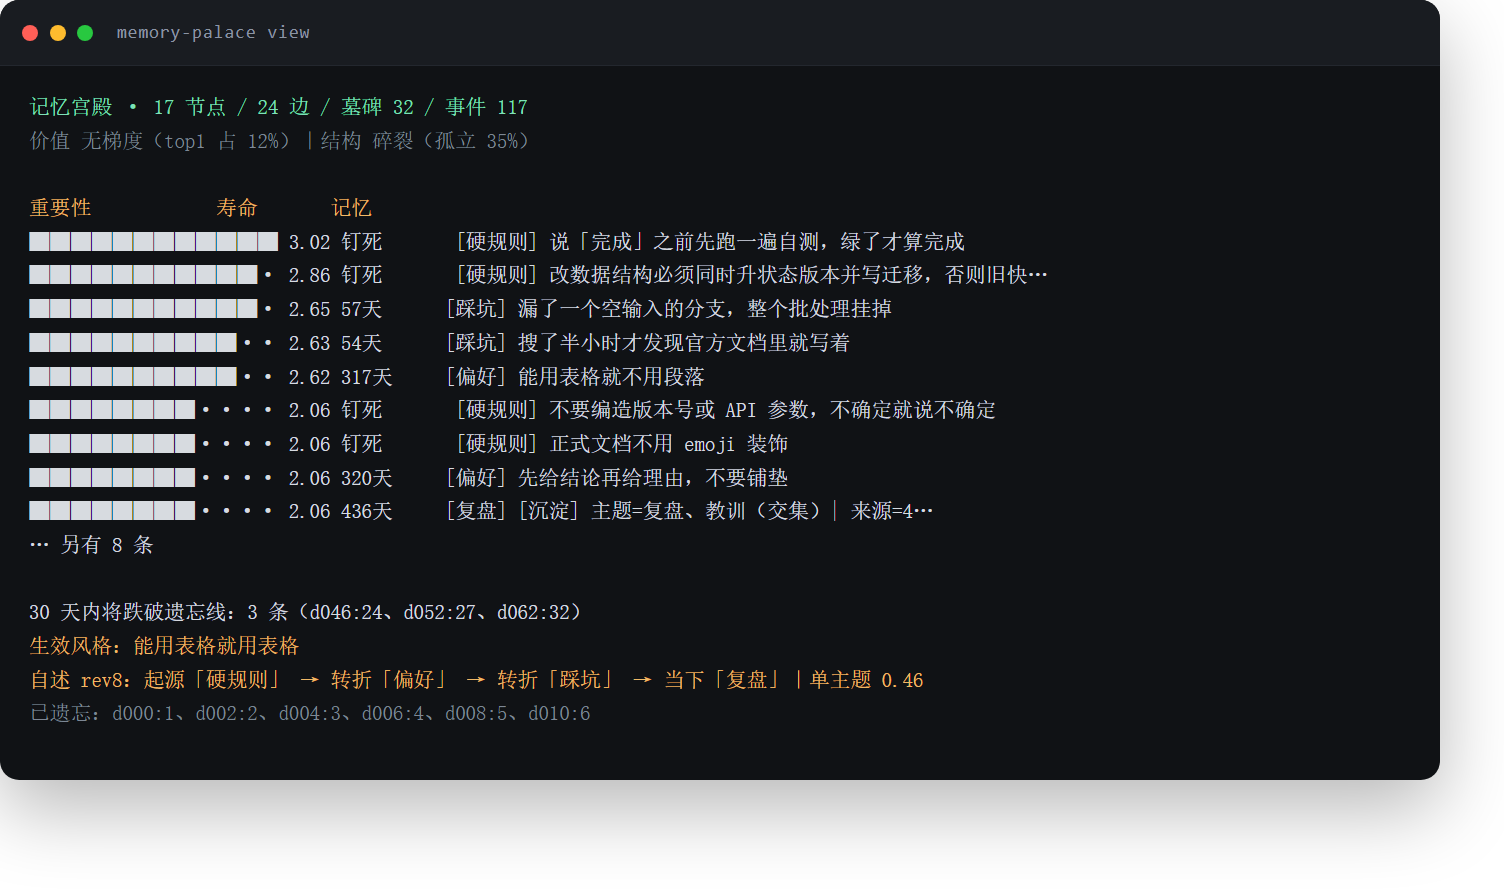 memory-palace view
记忆宫殿 • 17 节点 / 24 边 / 墓碑 32 / 事件 117
价值 无梯度（top1 占 12%）|结构 碎裂（孤立 35%）
重要性 寿命 记忆
████████████ 3.02 钉死 [硬规则] 说「完成」之前先跑一遍自测，绿了才算完成
███████████• 2.86 钉死 [硬规则] 改数据结构必须同时升状态版本并写迁移，否则旧快…
███████████• 2.65 57天 [踩坑] 漏了一个空输入的分支，整个批处理挂掉
██████████•• 2.63 54天 [踩坑] 搜了半小时才发现官方文档里就写着
██████████•• 2.62 317天 [偏好] 能用表格就不用段落
████████•••• 2.06 钉死 [硬规则] 不要编造版本号或 API 参数，不确定就说不确定
████████•••• 2.06 钉死 [硬规则] 正式文档不用 emoji 装饰
████████•••• 2.06 320天 [偏好] 先给结论再给理由，不要铺垫
████████•••• 2.06 436天 [复盘] [沉淀] 主题=复盘、教训（交集）| 来源=4…
… 另有 8 条
30 天内将跌破遗忘线：3 条（d046:24、d052:27、d062:32）
生效风格：能用表格就用表格
自述 rev8：起源「硬规则」 → 转折「偏好」 → 转折「踩坑」 → 当下「复盘」|单主题 0.46
已遗忘：d000:1、d002:2、d004:3、d006:4、d008:5、d010:6